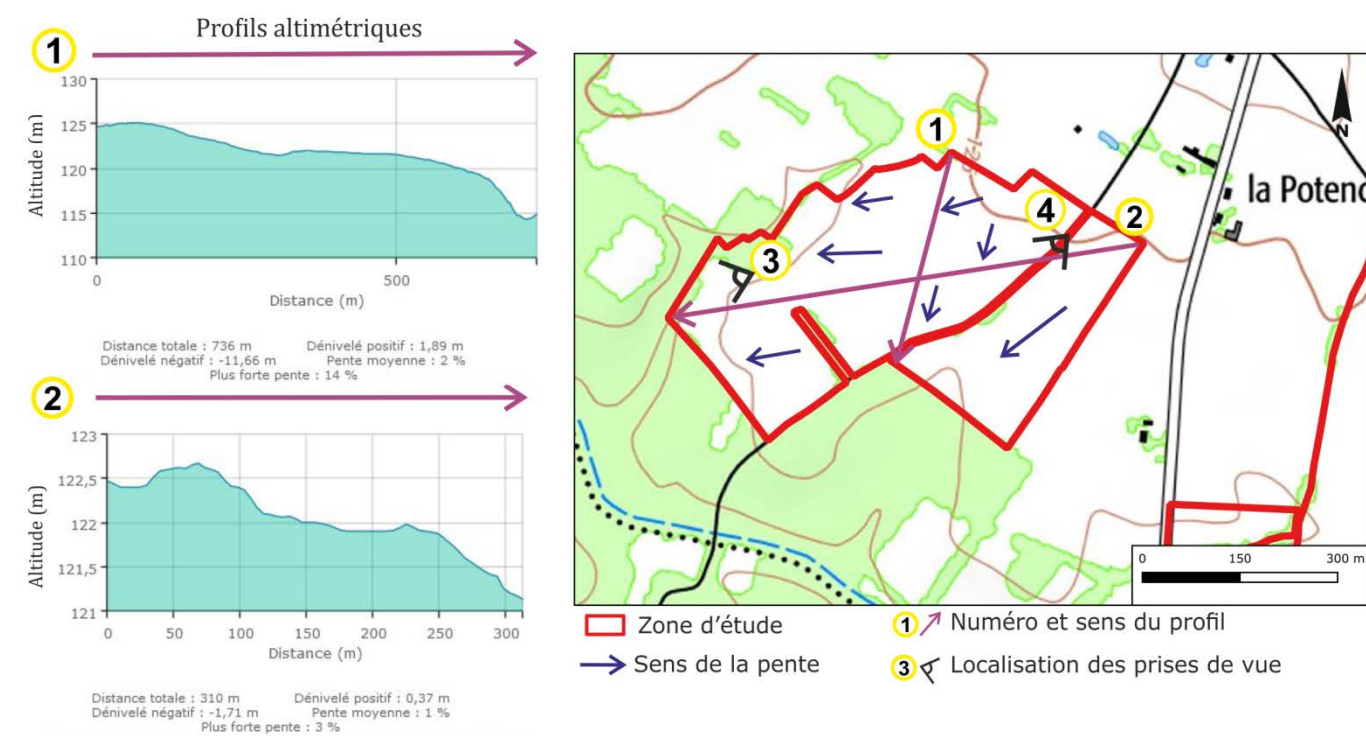 Profils altimétriques
1
130
125
120
115
110
Altitude (m)
0
500
Distance (m)
Distance totale : 736 m Dénivelé positif : 1,89 m
Dénivelé négatif : -11,66 m Pente moyenne : 2 %
Plus forte pente : 14 %
2
123
122,5
122
121,5
121
Altitude (m)
0 50 100 150 200 250 300
Distance (m)
Distance totale : 310 m Dénivelé positif : 0,37 m
Dénivelé négatif : -1,71 m Pente moyenne : 1 %
Plus forte pente : 3 %
N
1
4
2
3
la Potenc
0 150 300 m
Zone d'étude
Sens de la pente
1 Numéro et sens du profil
3 Localisation des prises de vue